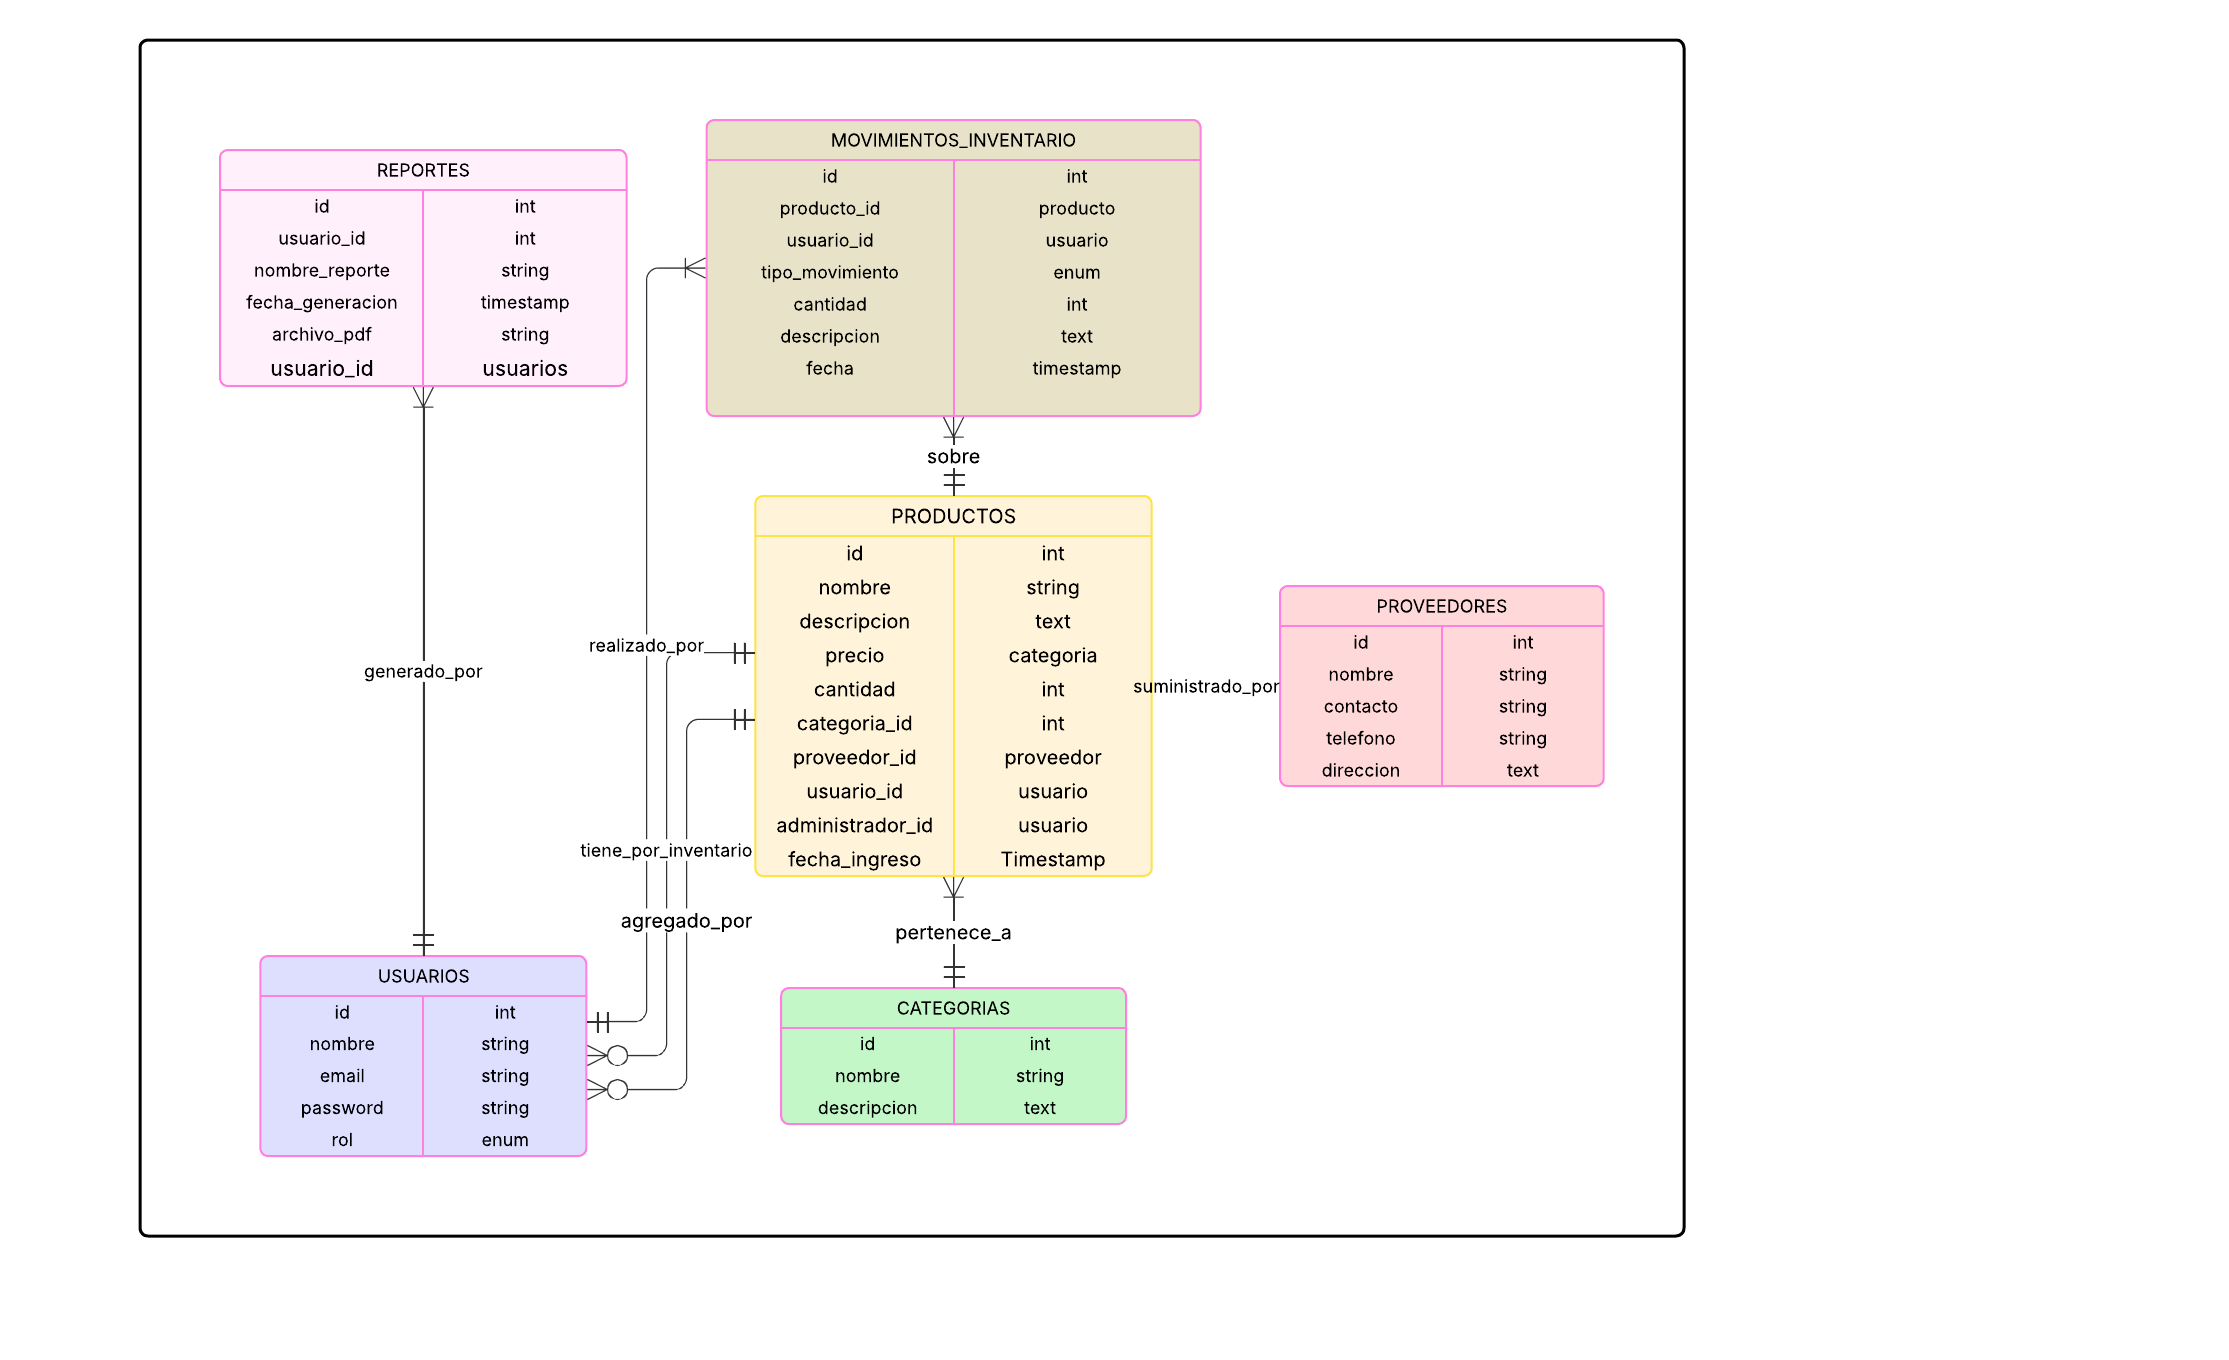 REPORTES
id int
usuario_id int
nombre_reporte string
fecha_generacion timestamp
archivo_pdf string
usuario_id usuarios
MOVIMIENTOS_INVENTARIO
id int
producto_id producto
usuario_id usuario
tipo_movimiento enum
cantidad int
descripcion text
fecha timestamp
sobre
PRODUCTOS
id int
nombre string
descripcion text
precio categoria
cantidad int
categoria_id int
proveedor_id proveedor
usuario_id usuario
administrador_id usuario
fecha_ingreso Timestamp
suministrado_por
PROVEEDORES
id int
nombre string
contacto string
telefono string
direccion text
realizado_por
generado_por
tiene_por_inventario
agregado_por
pertenece_a
USUARIOS
id int
nombre string
email string
password string
rol enum
CATEGORIAS
id int
nombre string
descripcion text